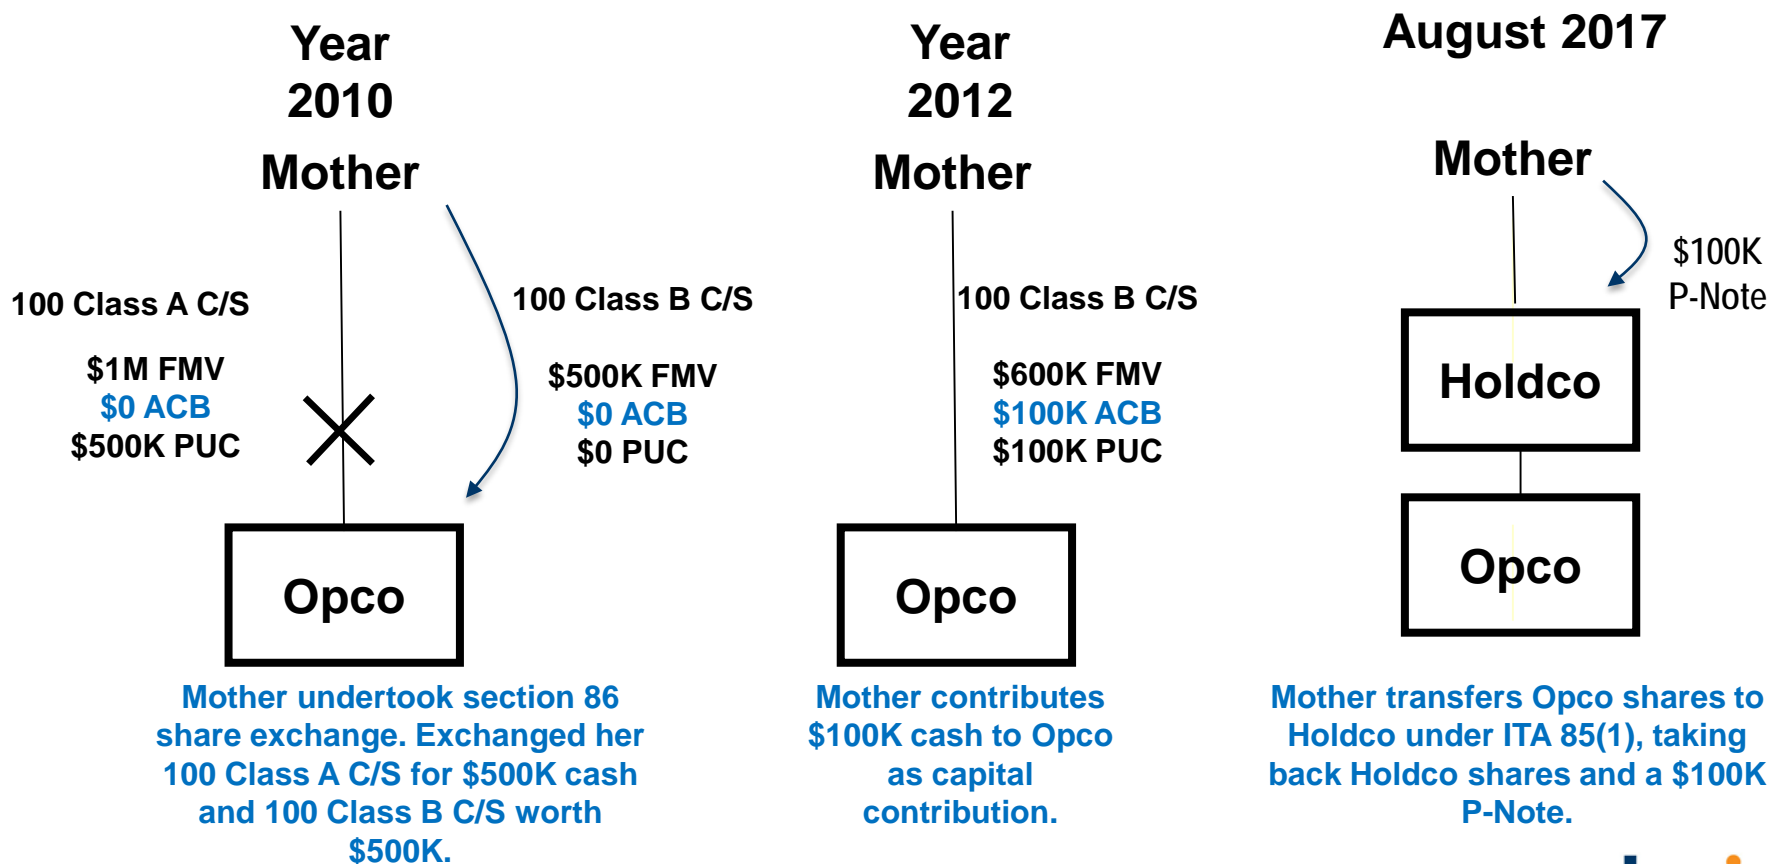 Year
2010
Mother
100 Class A C/S
$1M FMV
$0 ACB
$500K PUC
100 Class B C/S
$500K FMV
$0 ACB
$0 PUC
Opco
Mother undertook section 86
share exchange. Exchanged her
100 Class A C/S for $500K cash
and 100 Class B C/S worth
$500K.
Year
2012
Mother
100 Class B C/S
$600K FMV
$100K ACB
$100K PUC
Opco
Mother contributes
$100K cash to Opco
as capital
contribution.
August 2017
Mother
$100K
P-Note
Holdco
Opco
Mother transfers Opco shares to
Holdco under ITA 85(1), taking
back Holdco shares and a $100K
P-Note.